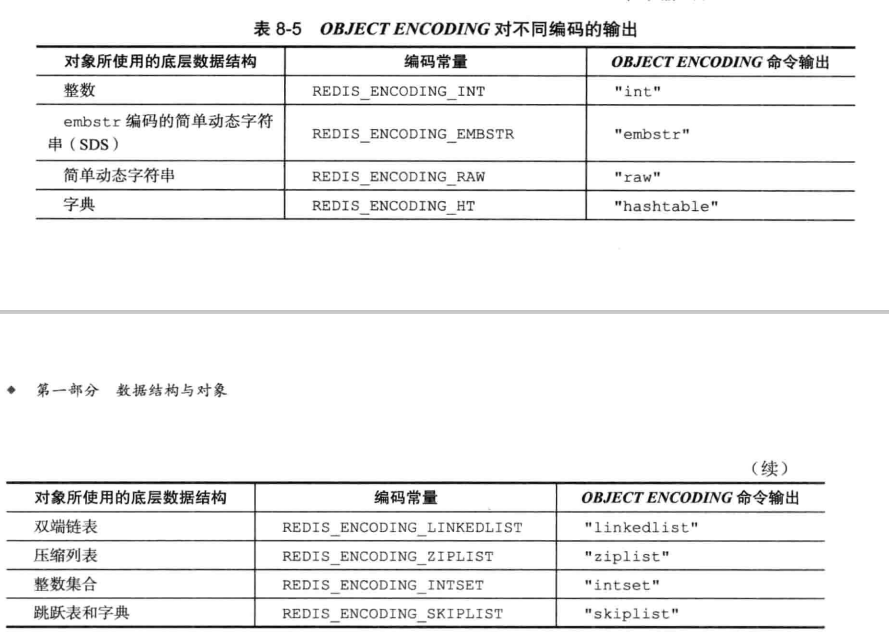 表 8-5 OBJECT ENCODING 对不同编码的输出
对象所使用的底层数据结构 编码常量 OBJECT ENCODING 命令输出
整数 REDIS_ENCODING_INT "int"
embstr 编码的简单动态字符
串（SDS） REDIS_ENCODING_EMBSTR "embstr"
简单动态字符串 REDIS_ENCODING_RAW "raw"
字典 REDIS_ENCODING_HT "hashtable"
◆ 第一部分 数据结构与对象
（续）
对象所使用的底层数据结构 编码常量 OBJECT ENCODING 命令输出
双端链表 REDIS_ENCODING_LINKEDLIST "linkedlist"
压缩列表 REDIS_ENCODING_ZIPLIST "ziplist"
整数集合 REDIS_ENCODING_INTSET "intset"
跳跃表和字典 REDIS_ENCODING_SKIPLIST "skiplist"